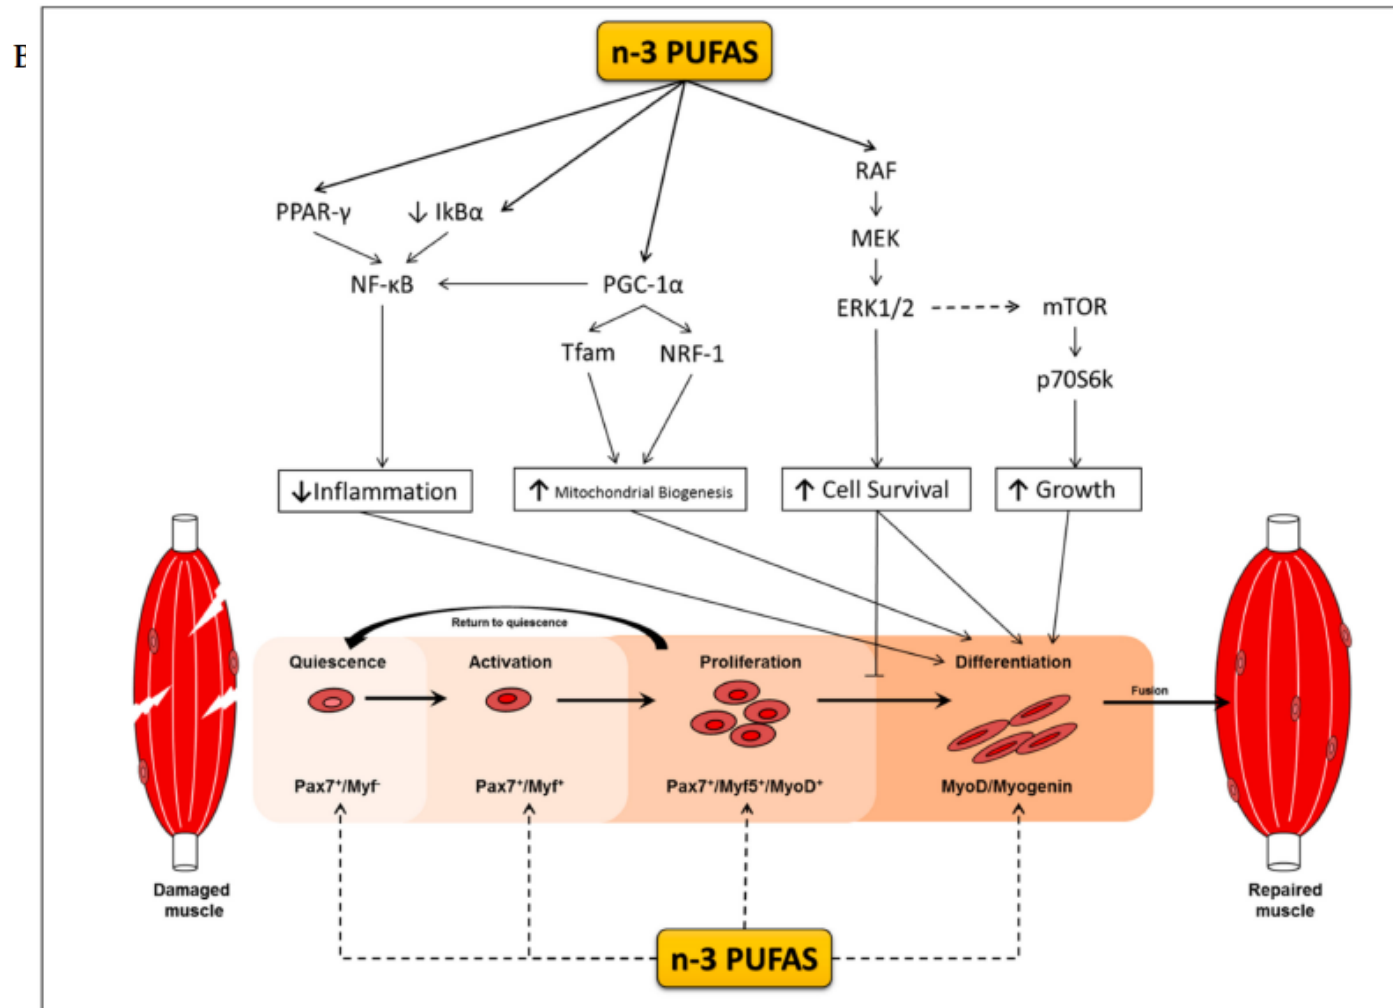 n-3 PUFAS
RAF
PPAR-γ ↓ IkBα
MEK
NF-κB PGC-1α
ERK1/2 mTOR
Tfam NRF-1
p70S6k
↓Inflammation ↑ Mitochondrial Biogenesis ↑ Cell Survival ↑ Growth
Return to quiescence
Quiescence Activation Proliferation Differentiation
Fusion
Pax7⁺/Myf⁻ Pax7⁺/Myf⁺ Pax7⁺/Myf5⁺/MyoD⁺ MyoD/Myogenin
Damaged
muscle
Repaired
muscle
n-3 PUFAS